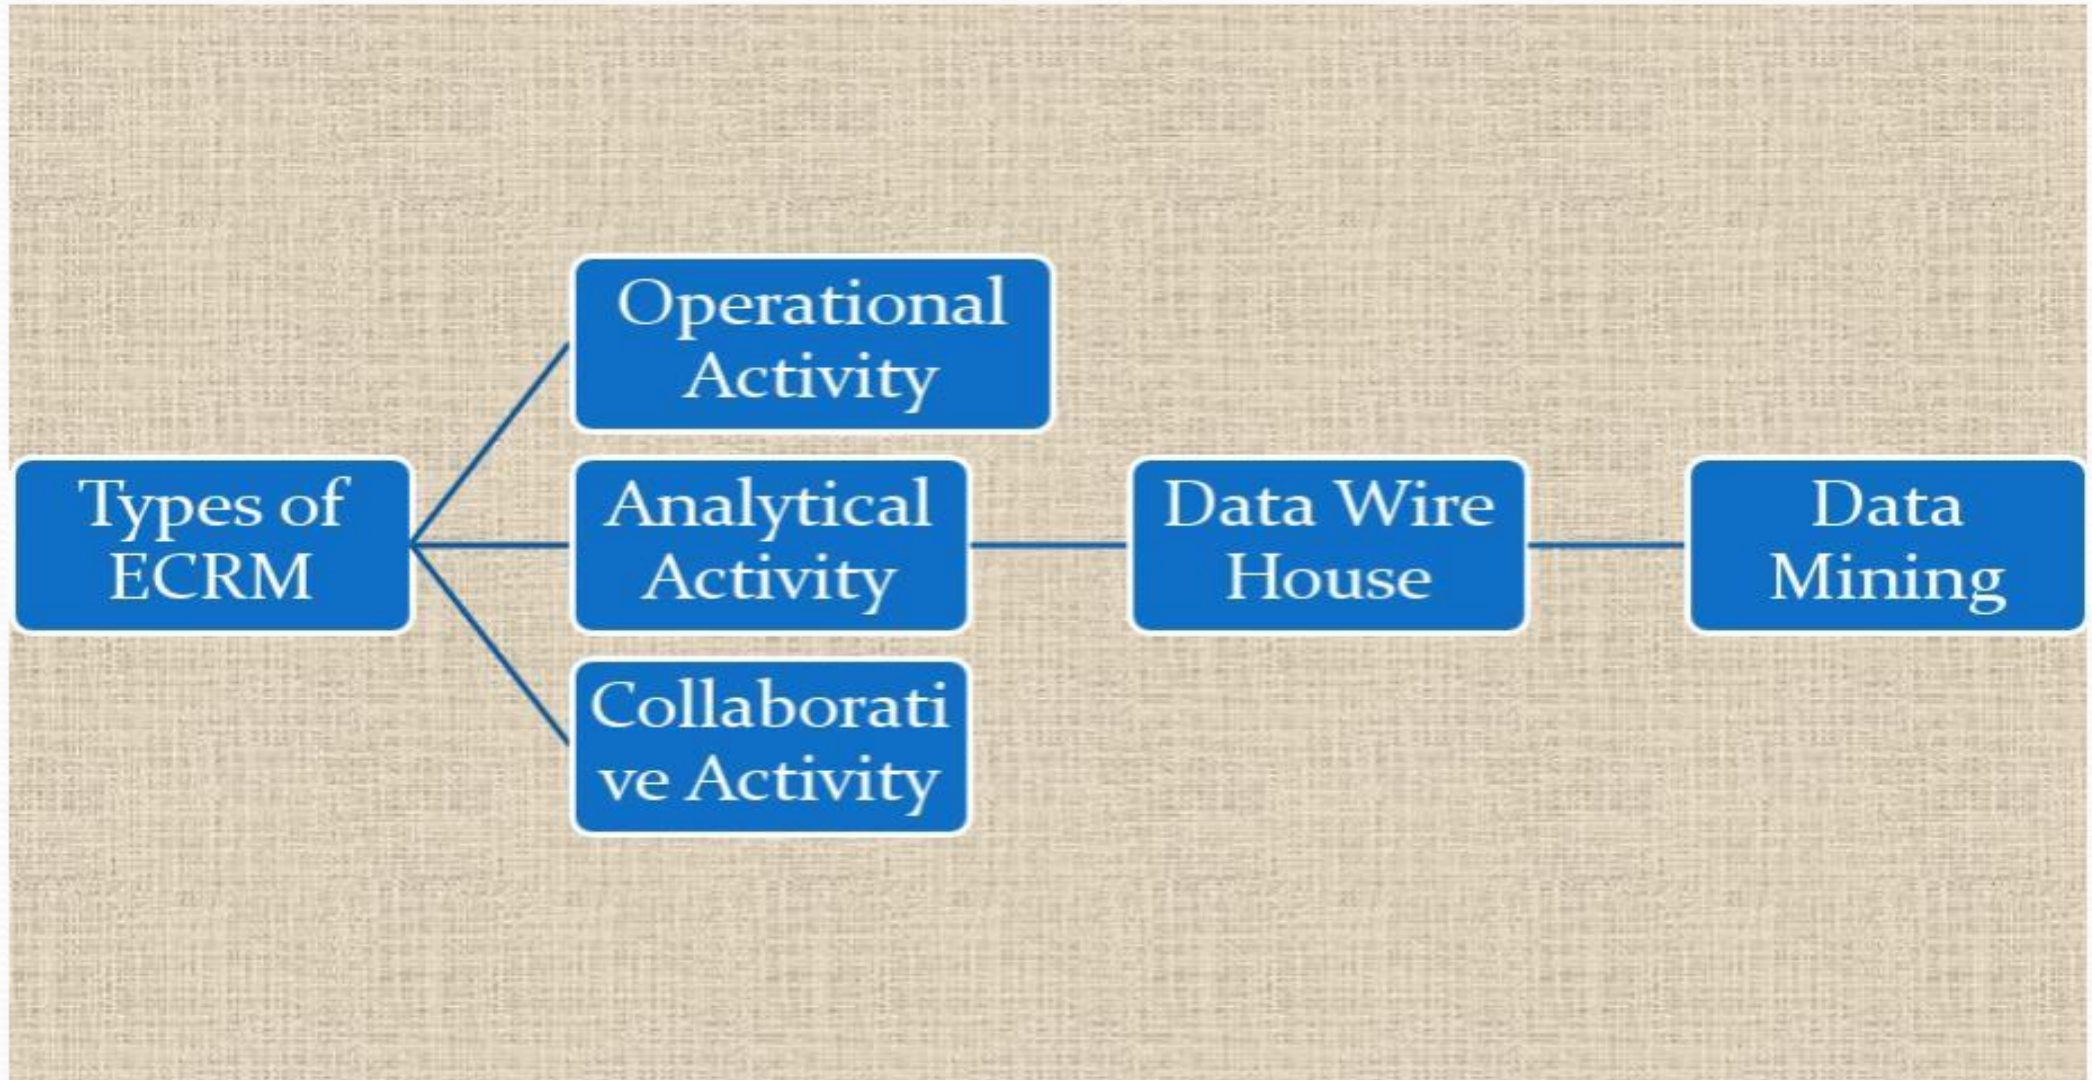 Operational
Activity
Types of
ECRM
Analytical
Activity
Data Wire
House
Data
Mining
Collaborati
ve Activity